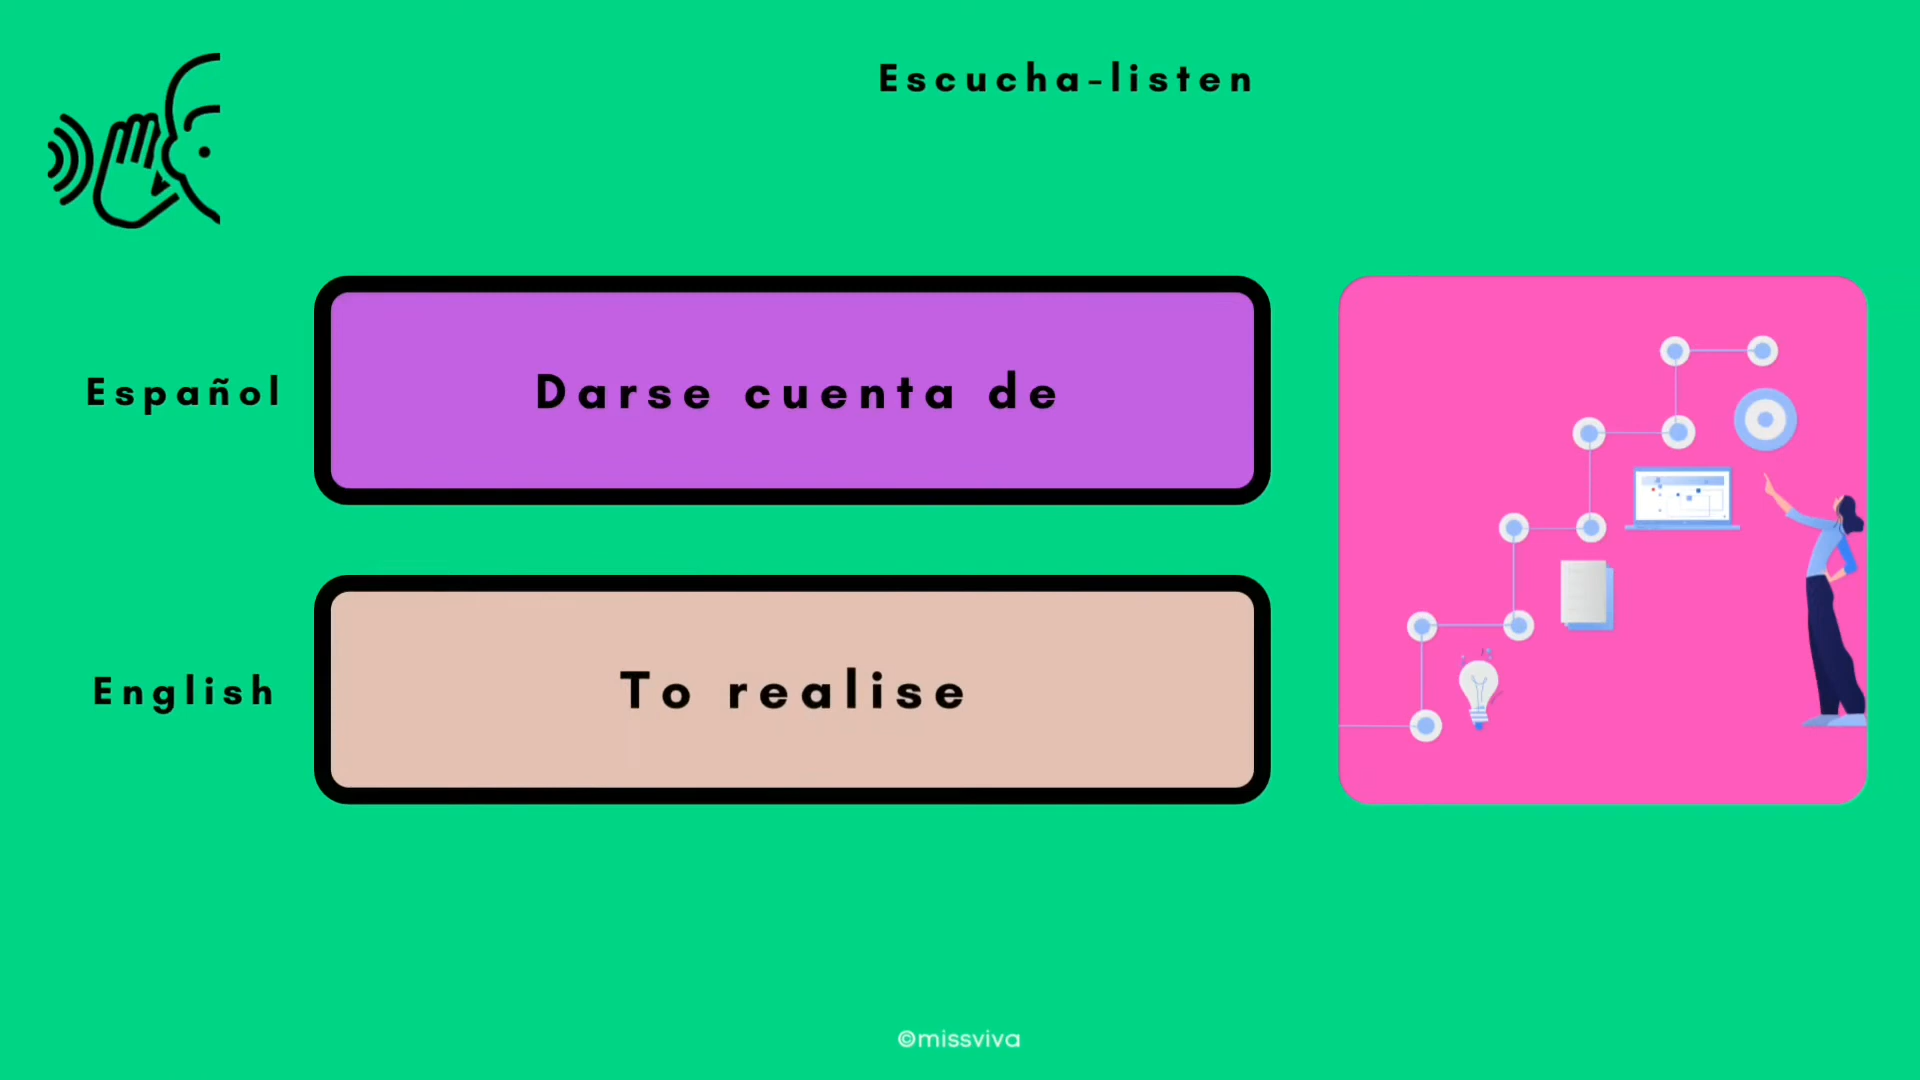 Escucha-listen
Español
Darse cuenta de
English
To realise
©missviva